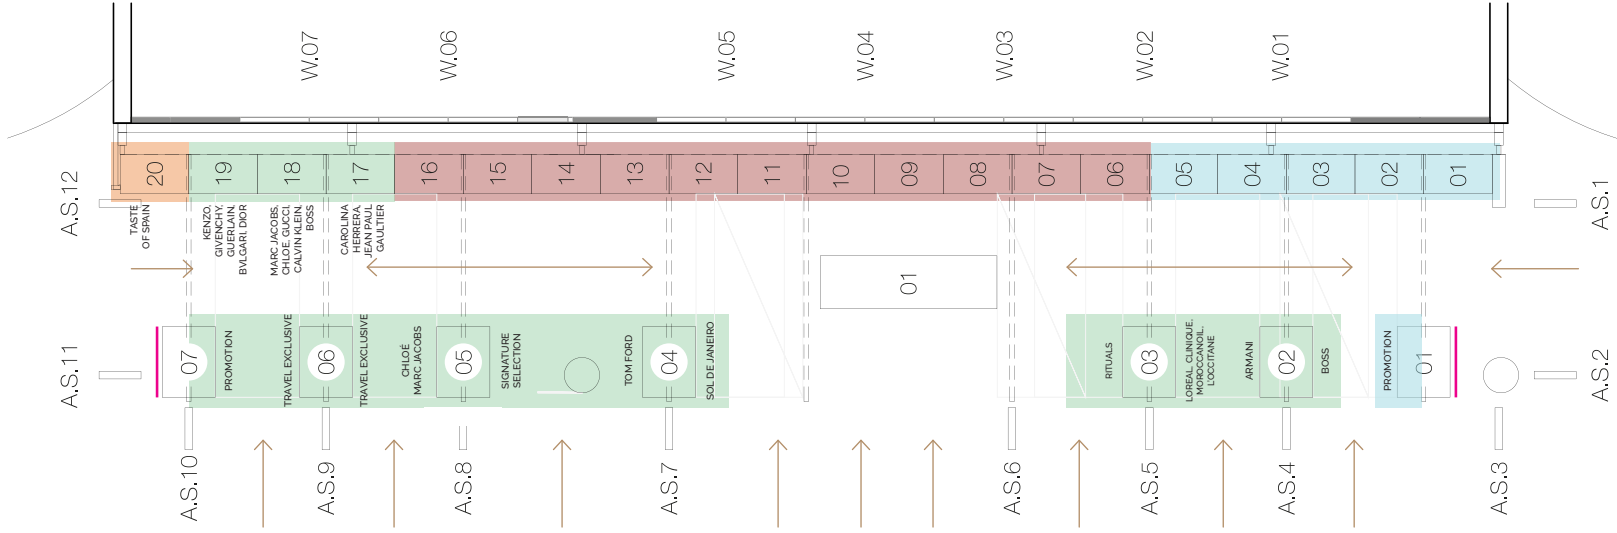 W.07
W.06
W.05
W.04
W.03
W.02
W.01
A.S.12
20
19
18
17
16
15
14
13
12
11
10
09
08
07
06
05
04
03
02
01
A.S.1
TASTE
OF SPAIN
KENZO,
GIVENCHY,
GUERLAIN,
BVLGARI, DIOR
MARC JACOBS,
CHLOE, GUCCI,
CALVIN KLEIN,
BOSS
CAROLINA
HERRERA,
JEAN PAUL
GAULTIER
01
A.S.11
07
PROMOTION
TRAVEL EXCLUSIVE
06
TRAVEL EXCLUSIVE
CHLOÉ
MARC JACOBS
05
SIGNATURE
SELECTION
TOM FORD
04
SOL DE JANEIRO
RITUALS
03
LOREAL, CLINIQUE,
MOROCCANOIL,
L'OCCITANE
ARMANI
02
BOSS
PROMOTION
01
A.S.2
A.S.10
A.S.9
A.S.8
A.S.7
A.S.6
A.S.5
A.S.4
A.S.3